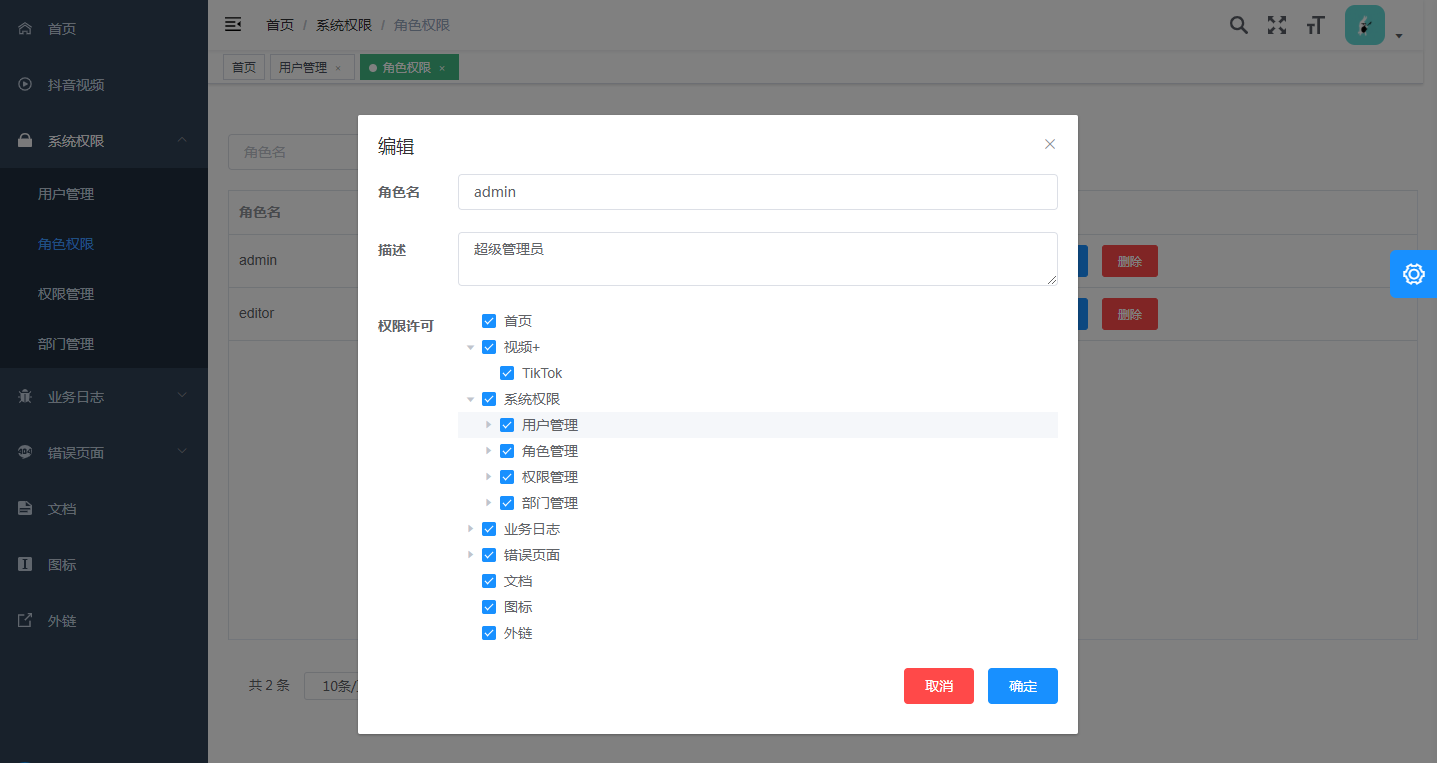 首页
抖音视频
系统权限
用户管理
角色权限
权限管理
部门管理
业务日志
错误页面
文档
图标
外链
首页 / 系统权限 / 角色权限
首页
用户管理 ×
角色权限 ×
角色名
角色名
admin
删除
editor
删除
共 2 条
10条/
编辑
角色名
admin
描述
超级管理员
权限许可
首页
视频+
TikTok
系统权限
用户管理
角色管理
权限管理
部门管理
业务日志
错误页面
文档
图标
外链
取消
确定